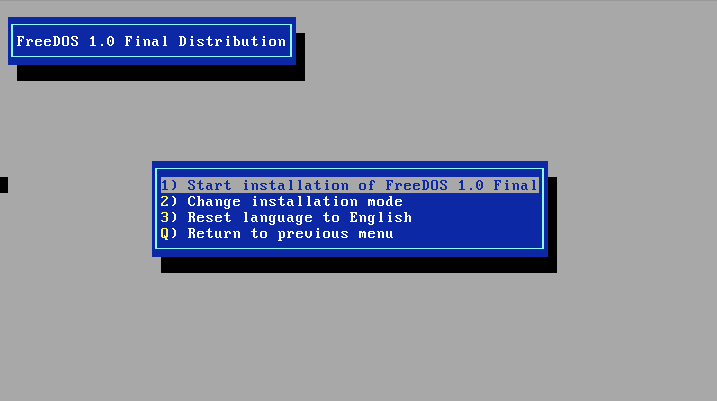 FreeDOS 1.0 Final Distribution
1) Start installation of FreeDOS 1.0 Final
2) Change installation mode
3) Reset language to English
Q) Return to previous menu